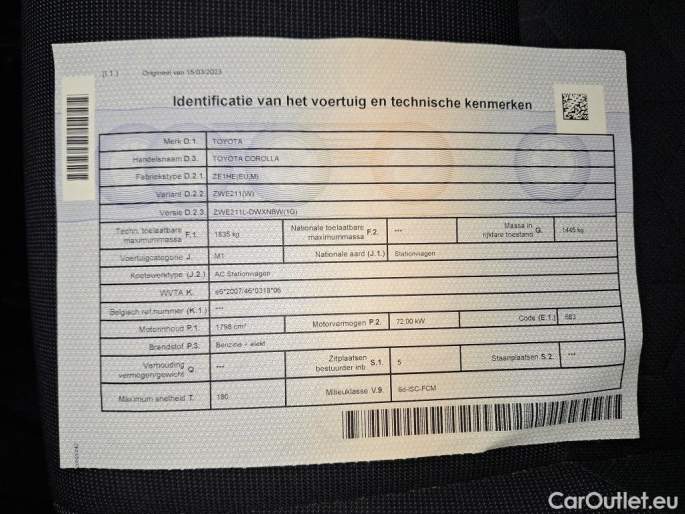 (I.1.) Origineel van 15/03/2023
Identificatie van het voertuig en technische kenmerken
Merk D.1. TOYOTA
Handelsnaam D.3. TOYOTA COROLLA
Fabriekstype D.2.1. ZE1HE(EU,M)
Variant D.2.2. ZWE211(W)
Versie D.2.3. ZWE211L-DWXNBW(1G)
Techn. toelaatbare maximummassa F.1. 1835 kg Nationale toelaatbare maximummassa F.2. --- Massa in rijklare toestand G. 1445 kg
Voertuigcategorie J. M1 Nationale aard (J.1.) Stationwagen
Koetswerktype (J.2.) AC Stationwagen
WVTA K. e6*2007/46*0318*06
Belgisch ref.nummer (K.1.) ---
Motorinhoud P.1. 1798 cm³ Motorvermogen P.2. 72.00 kW Code (E.1.) 683
Brandstof P.3. Benzine + elekt
Verhouding vermogen/gewicht Q. --- Zitplaatsen bestuurder inb. S.1. 5 Staanplaatsen S.2. ---
Maximum snelheid T. 180 Milieuklasse V.9. 6d-ISC-FCM
CarOutlet.eu